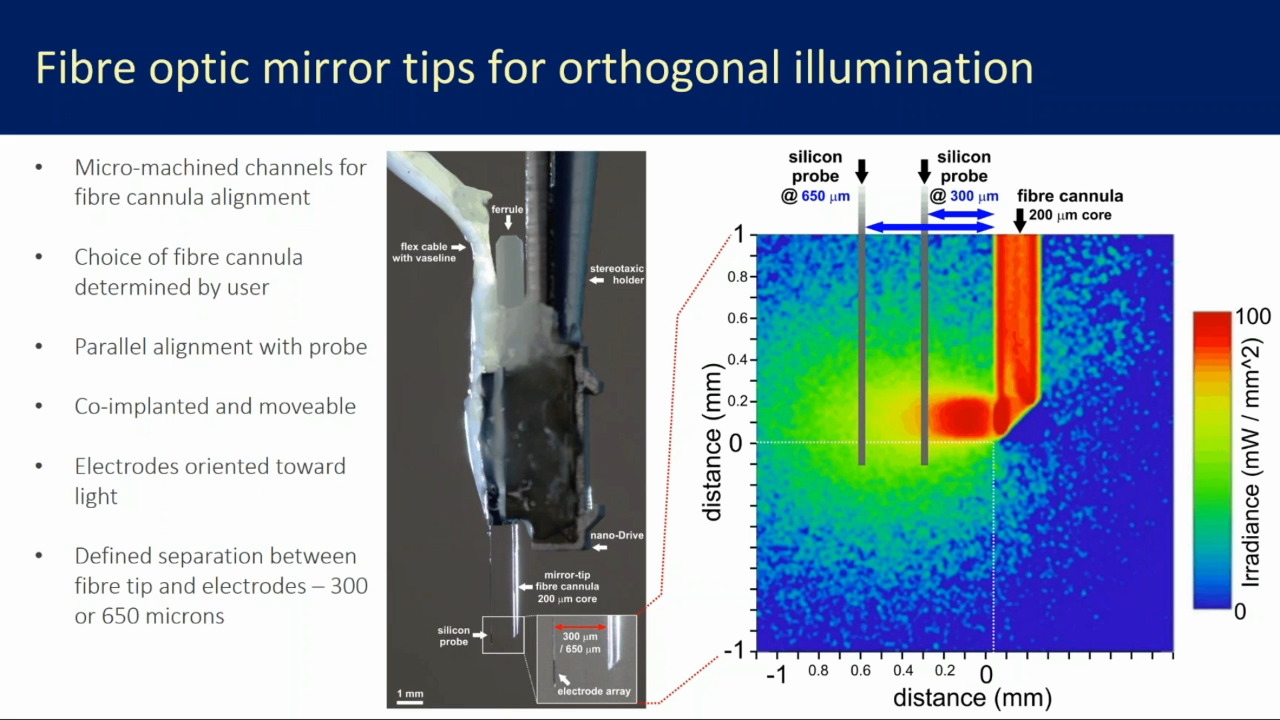 Fibre optic mirror tips for orthogonal illumination
• Micro-machined channels for
fibre cannula alignment
• Choice of fibre cannula
determined by user
• Parallel alignment with probe
• Co-implanted and moveable
• Electrodes oriented toward
light
• Defined separation between
fibre tip and electrodes – 300
or 650 microns
ferrule
flex cable
with vaseline
stereotaxic
holder
nano-Drive
mirror-tip
fibre cannula
200 µm core
silicon
probe
300 µm
/ 650 µm
electrode array
1 mm
silicon
probe
@ 650 µm
silicon
probe
@ 300 µm
fibre cannula
200 µm core
1
0.8
0.6
0.4
0.2
0
-1
distance (mm)
-1
0.8
0.6
0.4
0.2
0
distance (mm)
100
0
Irradiance (mW / mm^2)